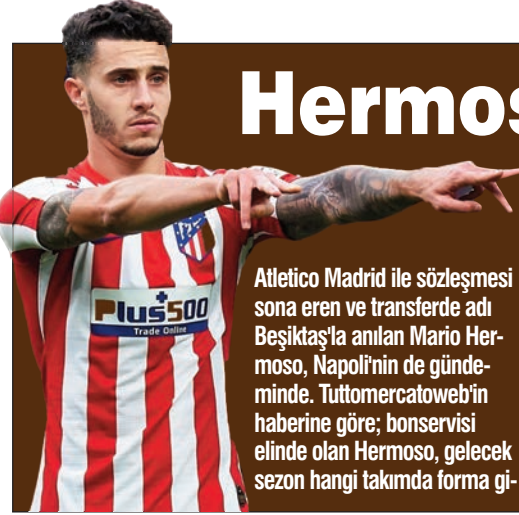 Hermos
Plus500
Trade Online
Atletico Madrid ile sözleşmesi
sona eren ve transferde adı
Beşiktaş'la anılan Mario Her-
moso, Napoli'nin de günde-
minde. Tuttomercatoweb'in
haberine göre; bonservisi
elinde olan Hermoso, gelecek
sezon hangi takımda forma gi-